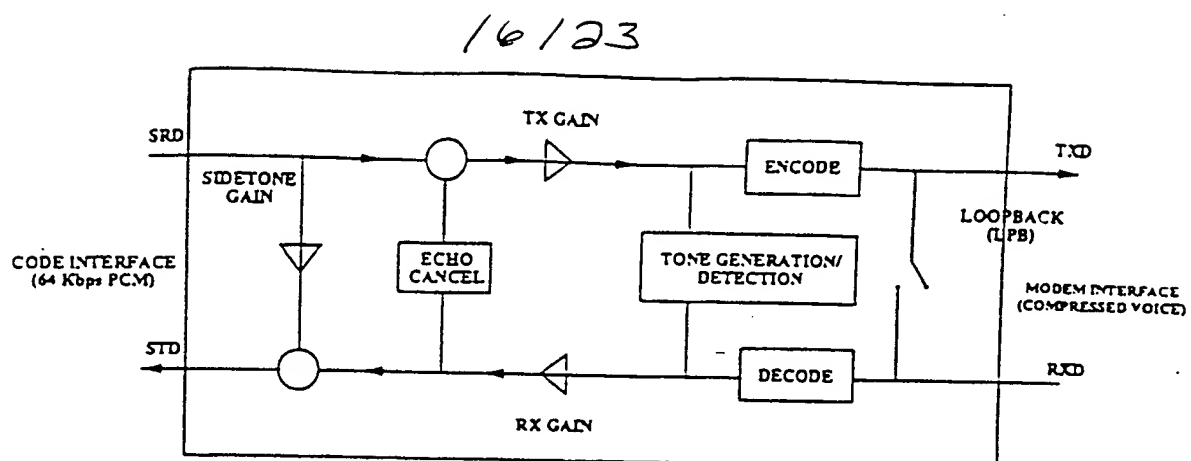 16/23
TX GAIN
SRD
ENCODE
TXD
SIDETONE
GAIN
LOOPBACK
(LPB)
CODE INTERFACE
(64 Kbps PCM)
ECHO
CANCEL
TONE GENERATION/
DETECTION
MODEM INTERFACE
(COMPRESSED VOICE)
STD
DECODE
RXD
RX GAIN